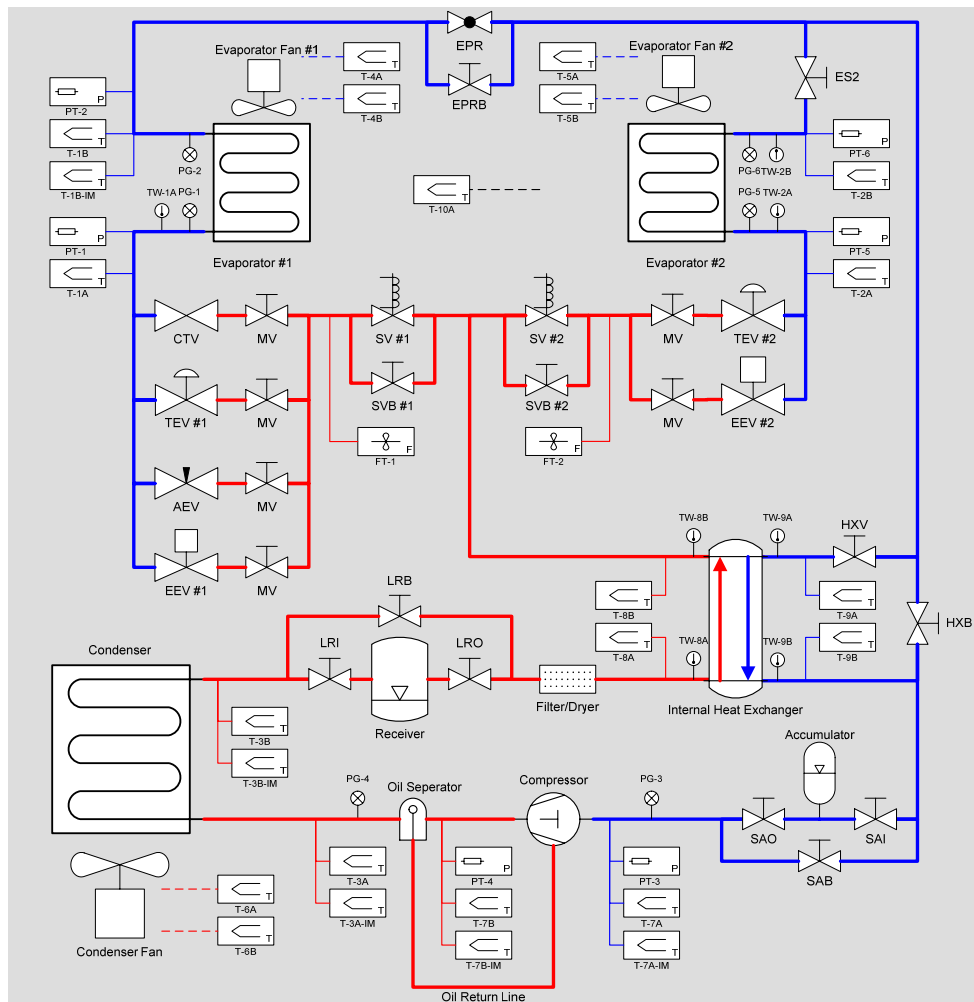 EPR
Evaporator Fan #1
Evaporator Fan #2
T
T-4A
T
T-5A
ES2
P
PT-2
T
T-4B
EPRB
T
T-5B
T
T-1B
PG-2
PG-6
TW-2B
P
PT-6
T
T-1B-IM
TW-1A
PG-1
T
T-10A
PG-5
TW-2A
T
T-2B
P
PT-1
P
PT-5
Evaporator #1
Evaporator #2
T
T-1A
T
T-2A
CTV
MV
SV #1
SV #2
MV
TEV #2
SVB #1
SVB #2
TEV #1
MV
MV
EEV #2
F
FT-1
F
FT-2
AEV
MV
TW-8B
TW-9A
HXV
EEV #1
MV
LRB
T
T-8B
T
T-9A
HXB
Condenser
LRI
LRO
T
T-8A
TW-8A
TW-9B
T
T-9B
Filter/Dryer
Internal Heat Exchanger
Receiver
T
T-3B
Accumulator
T
T-3B-IM
PG-4
Oil Seperator
Compressor
PG-3
SAO
SAI
T
T-3A
P
PT-4
P
PT-3
SAB
T
T-6A
T
T-3A-IM
T
T-7B
T
T-7A
T
T-6B
T
T-7B-IM
T
T-7A-IM
Condenser Fan
Oil Return Line